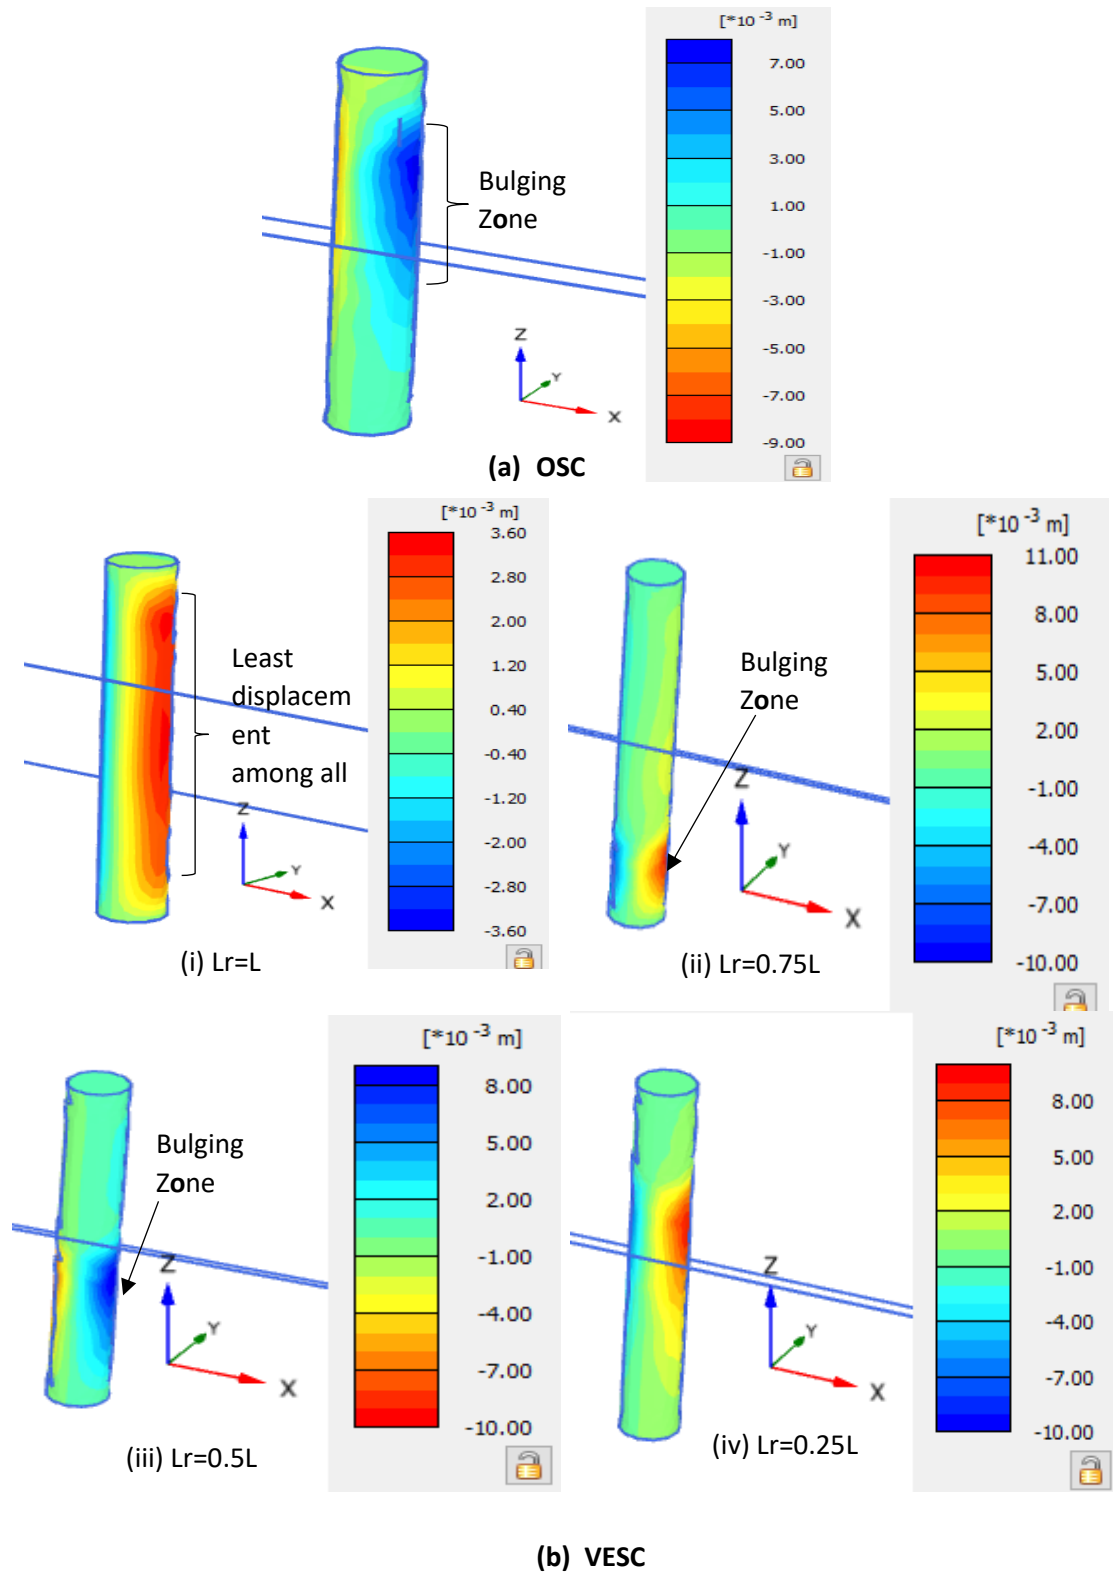 [*10 -3 m]
7.00
5.00
3.00
1.00
-1.00
-3.00
-5.00
-7.00
-9.00
Bulging
Zone
Z
Y
X
(a) OSC
[*10 -3 m]
3.60
2.80
2.00
1.20
0.40
-0.40
-1.20
-2.00
-2.80
-3.60
Least
displacem
ent
among all
Z
Y
X
(i) Lr=L
[*10 -3 m]
11.00
8.00
5.00
2.00
-1.00
-4.00
-7.00
-10.00
Bulging
Zone
Z
Y
X
(ii) Lr=0.75L
[*10 -3 m]
8.00
5.00
2.00
-1.00
-4.00
-7.00
-10.00
Bulging
Zone
Z
Y
X
(iii) Lr=0.5L
[*10 -3 m]
8.00
5.00
2.00
-1.00
-4.00
-7.00
-10.00
Z
Y
X
(iv) Lr=0.25L
(b) VESC